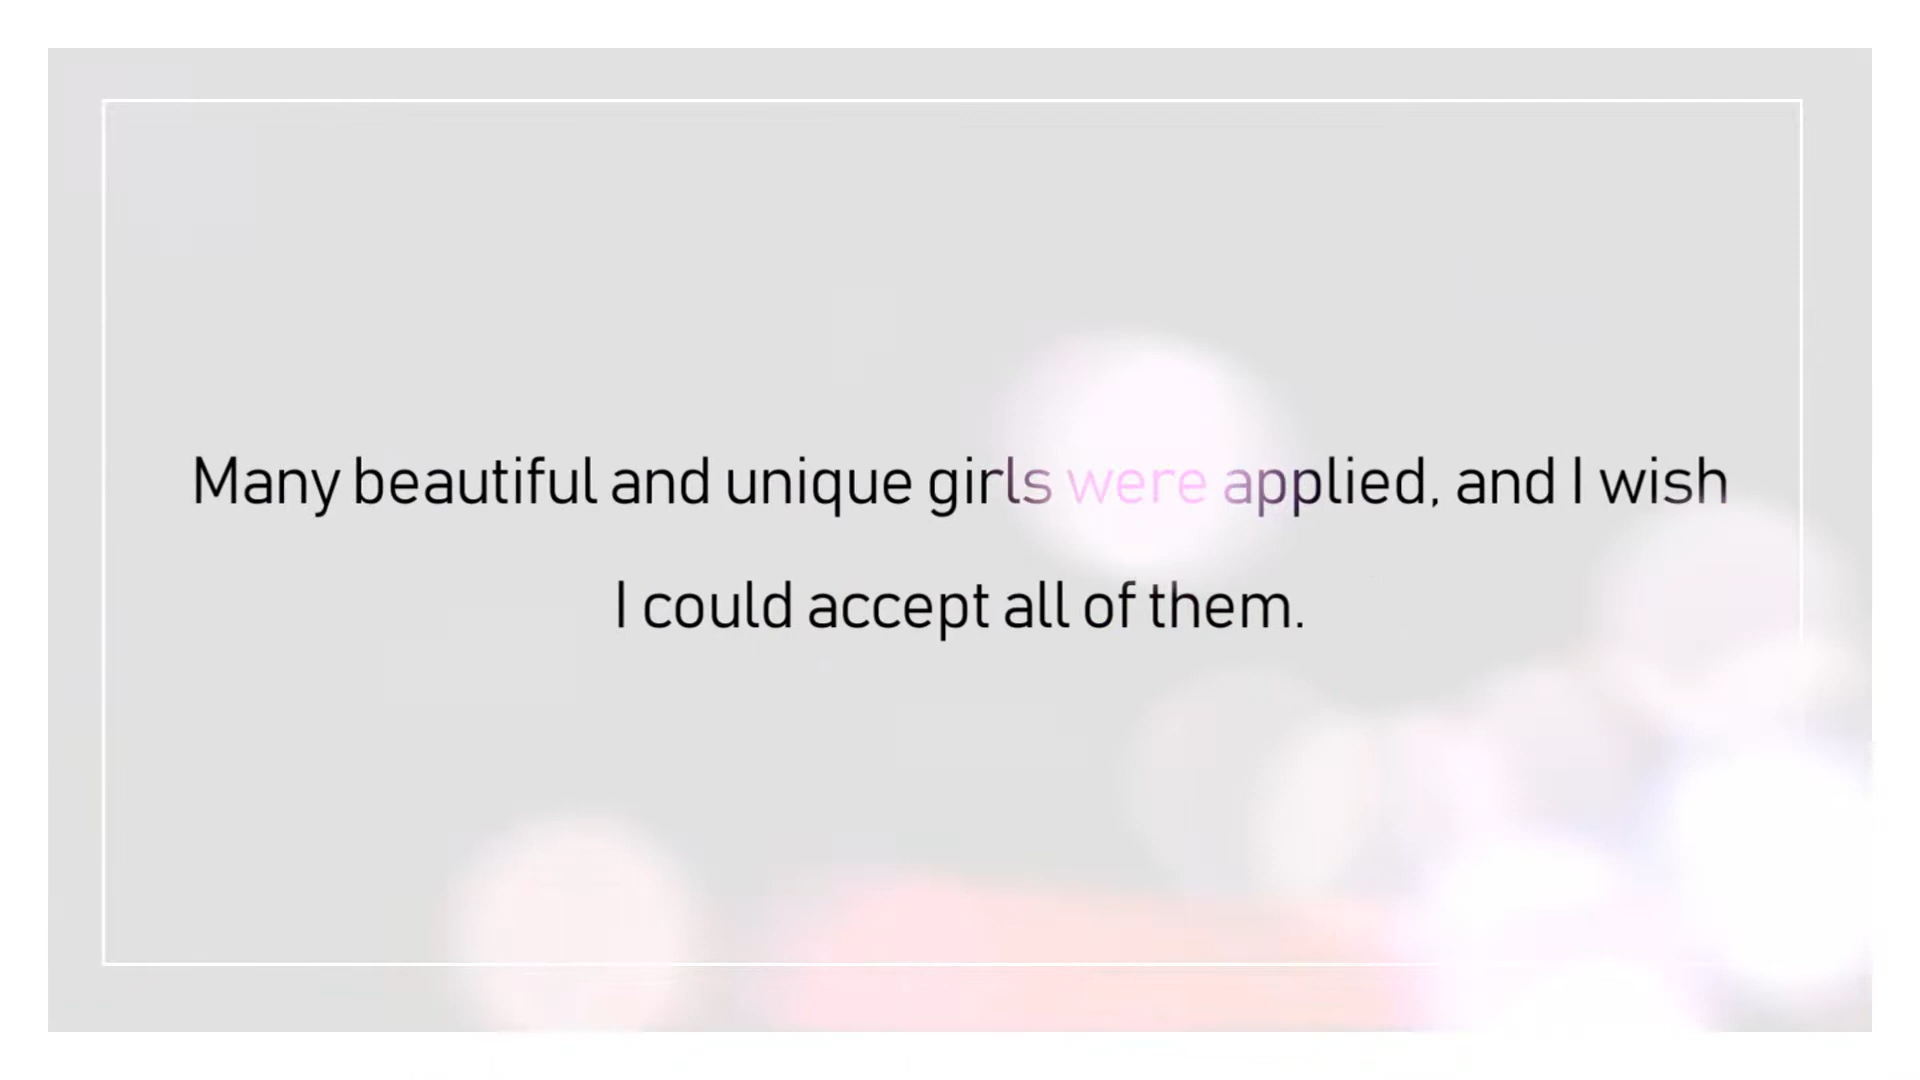 Many beautiful and unique girls were applied, and I wish
I could accept all of them.